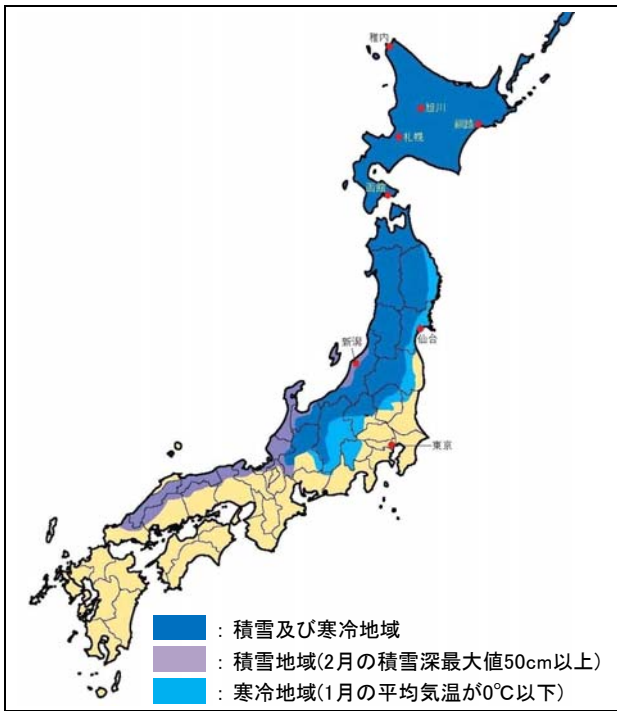 稚内
旭川
釧路
札幌
函館
仙台
新潟
東京
：積雪及び寒冷地域
：積雪地域(2月の積雪深最大値50cm以上)
：寒冷地域(1月の平均気温が0℃以下)